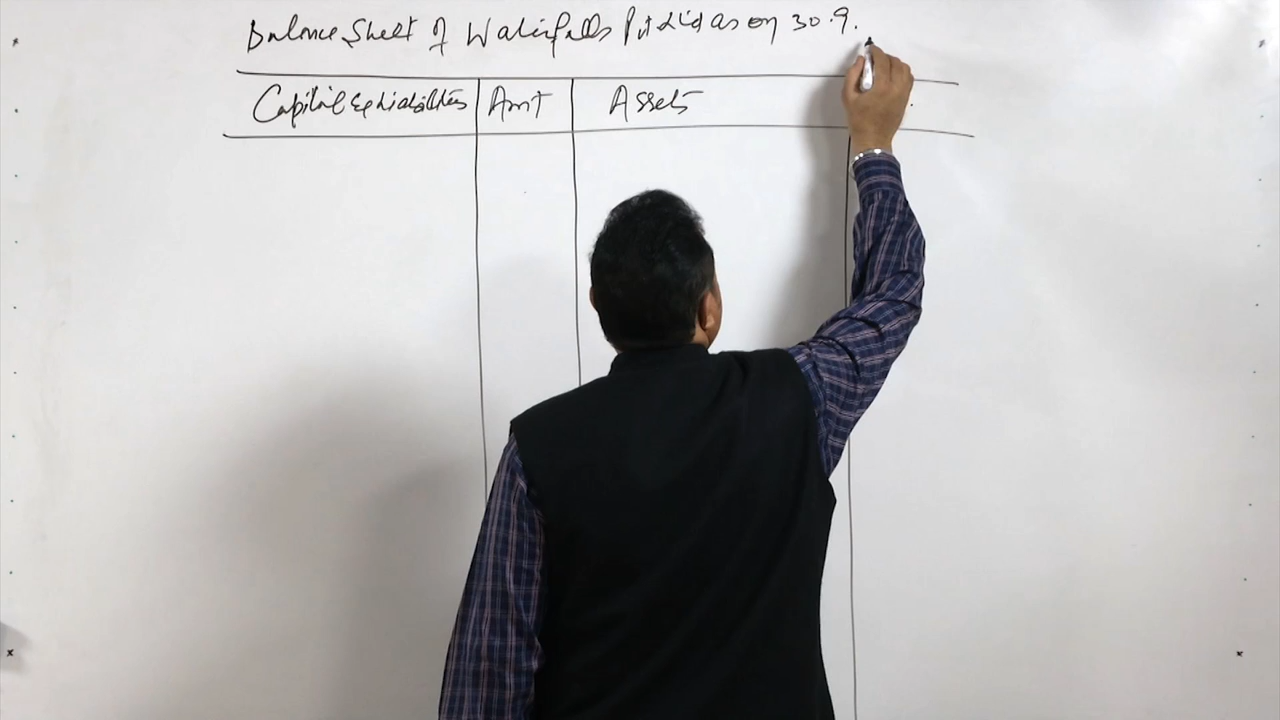 Balance Sheet of Waterfalls Pvt Ltd as on 30.9.
Capital & Liabilities Amt Assets